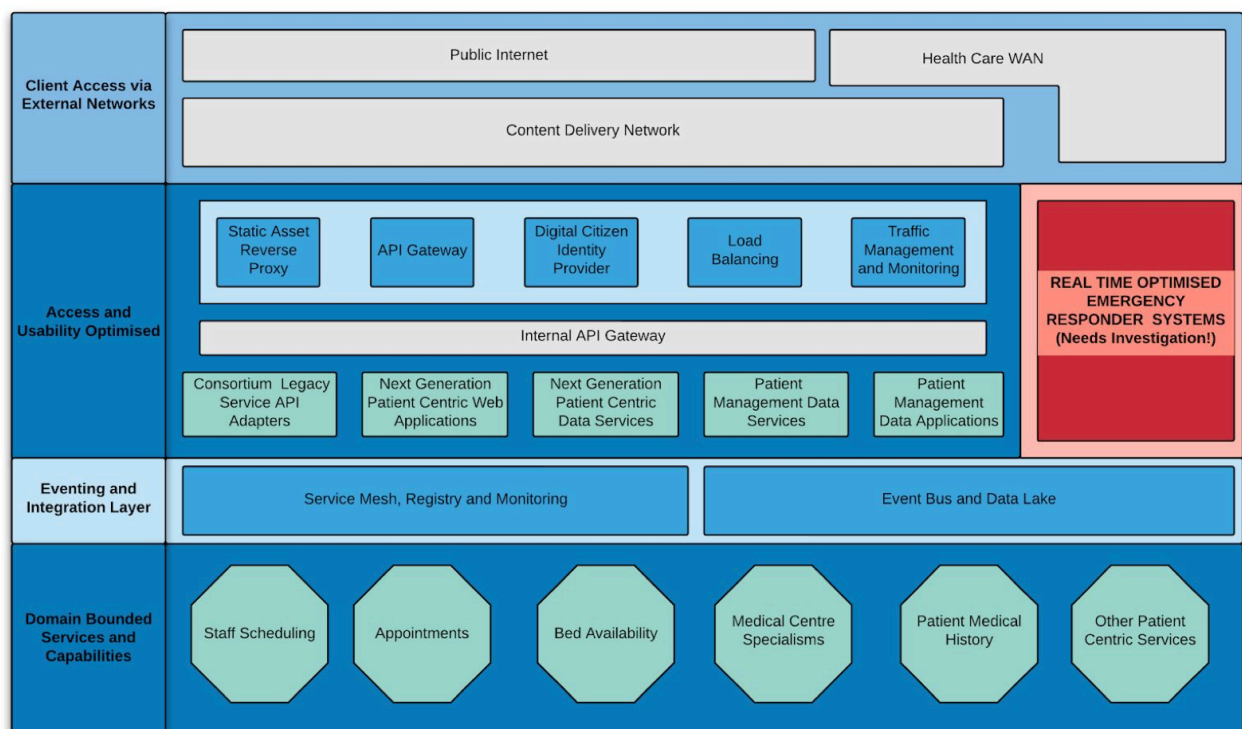 Public Internet
Health Care WAN
Client Access via
External Networks
Content Delivery Network
Static Asset
Reverse
Proxy
API Gateway
Digital Citizen
Identity
Provider
Load
Balancing
Traffic
Management
and Monitoring
Access and
Usability Optimised
REAL TIME OPTIMISED
EMERGENCY
RESPONDER SYSTEMS
(Needs Investigation!)
Internal API Gateway
Consortium Legacy
Service API
Adapters
Next Generation
Patient Centric Web
Applications
Next Generation
Patient Centric
Data Services
Patient
Management Data
Services
Patient
Management
Data Applications
Eventing and
Integration Layer
Service Mesh, Registry and Monitoring
Event Bus and Data Lake
Domain Bounded
Services and
Capabilities
Staff Scheduling
Appointments
Bed Availability
Medical Centre
Specialisms
Patient Medical
History
Other Patient
Centric Services